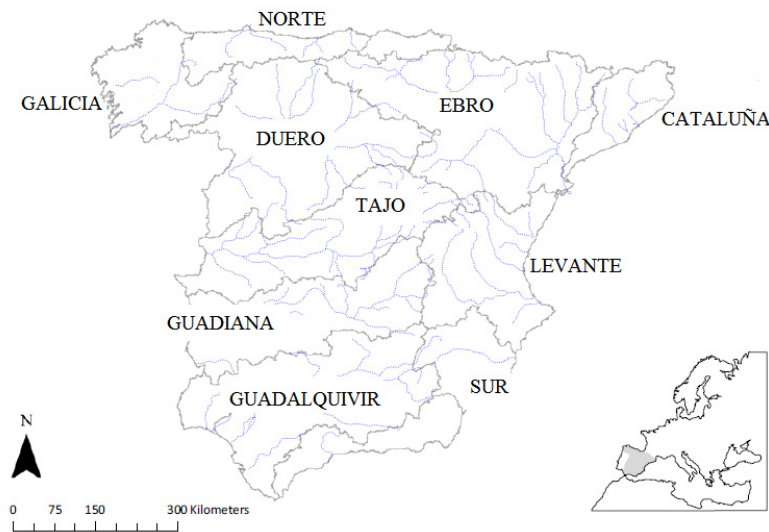 NORTE
GALICIA
EBRO
CATALUÑA
DUERO
TAJO
LEVANTE
GUADIANA
SUR
GUADALQUIVIR
N
0 75 150 300 Kilometers